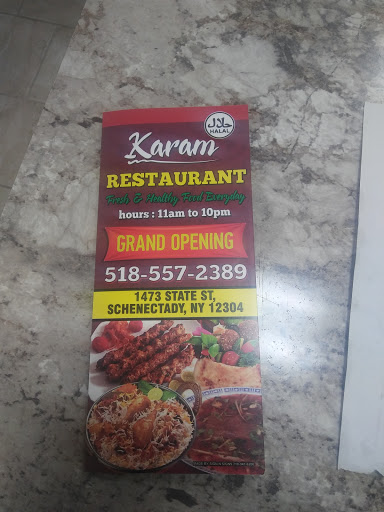 حلال
HALAL
Karam
RESTAURANT
Fresh & Healthy Food Everyday
hours : 11am to 10pm
GRAND OPENING
518-557-2389
1473 STATE ST,
SCHENECTADY, NY 12304